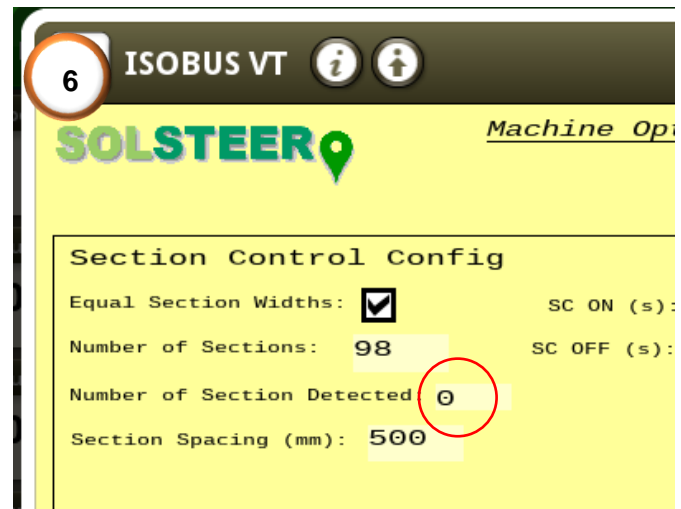 6
ISOBUS VT
SOLSTEER
Machine Opt
Section Control Config
Equal Section Widths:
SC ON (s):
Number of Sections: 98
SC OFF (s):
Number of Section Detected 0
Section Spacing (mm): 500